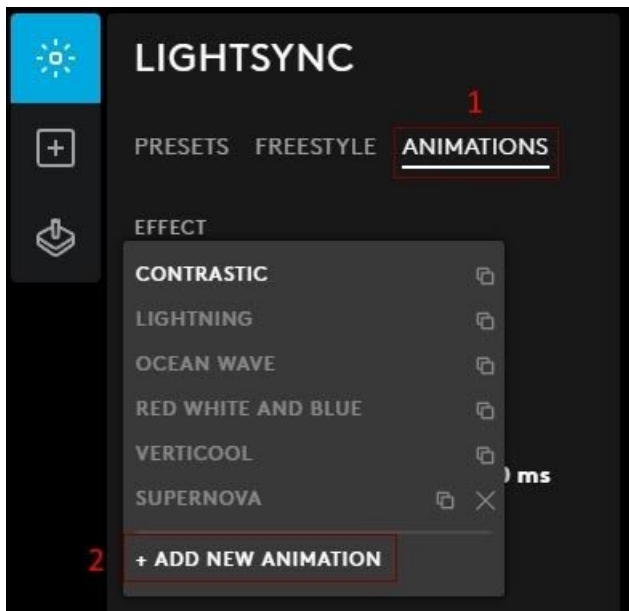 LIGHTSYNC
1
PRESETS FREESTYLE ANIMATIONS
EFFECT
CONTRASTIC
LIGHTNING
OCEAN WAVE
RED WHITE AND BLUE
VERTICOOL
ms
SUPERNOVA
2 + ADD NEW ANIMATION